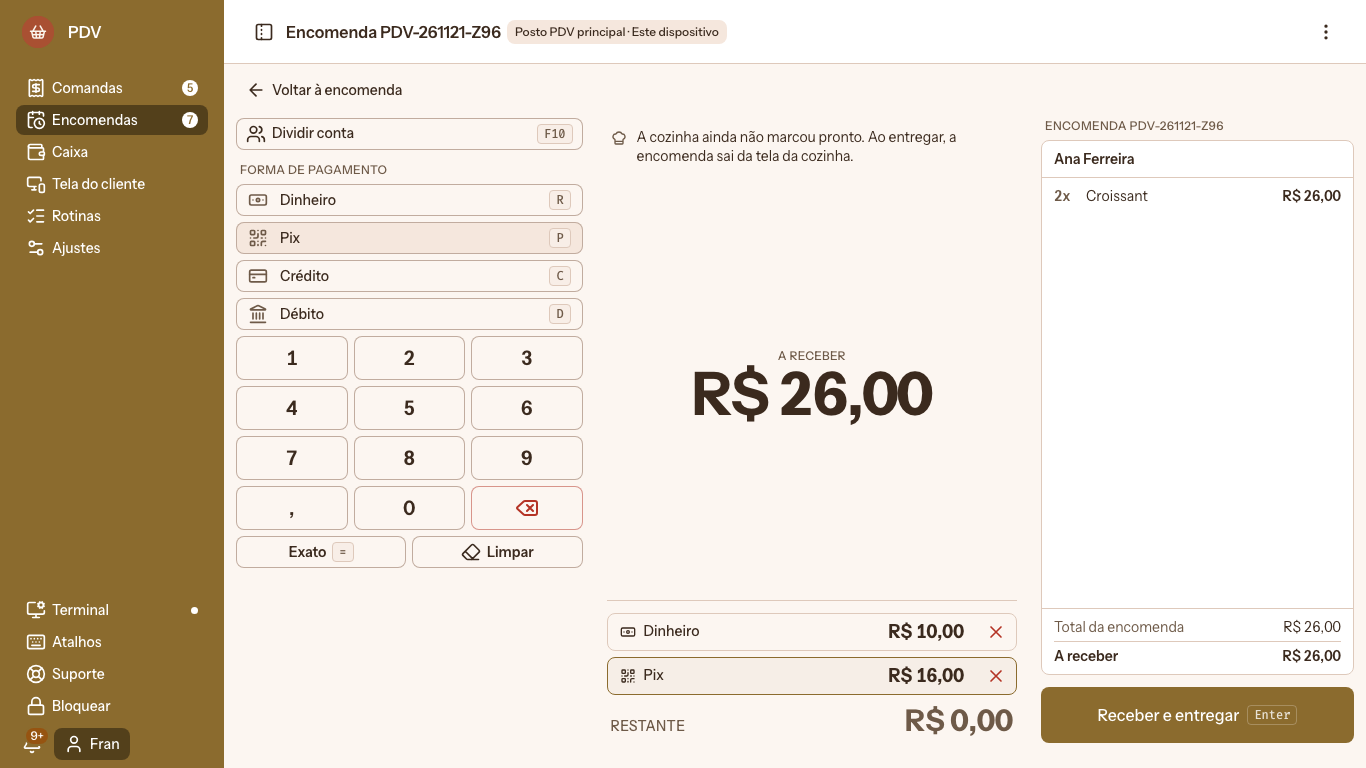 PDV
Comandas 5
Encomendas 7
Caixa
Tela do cliente
Rotinas
Ajustes
Terminal
Atalhos
Suporte
Bloquear
9+
Fran
Encomenda PDV-261121-Z96
Posto PDV principal · Este dispositivo
Voltar à encomenda
Dividir conta F10
FORMA DE PAGAMENTO
Dinheiro R
Pix P
Crédito C
Débito D
1 2 3
4 5 6
7 8 9
, 0
Exato =
Limpar
A cozinha ainda não marcou pronto. Ao entregar, a
encomenda sai da tela da cozinha.
A RECEBER
R$ 26,00
Dinheiro R$ 10,00
Pix R$ 16,00
RESTANTE R$ 0,00
ENCOMENDA PDV-261121-Z96
Ana Ferreira
2x Croissant R$ 26,00
Total da encomenda R$ 26,00
A receber R$ 26,00
Receber e entregar Enter